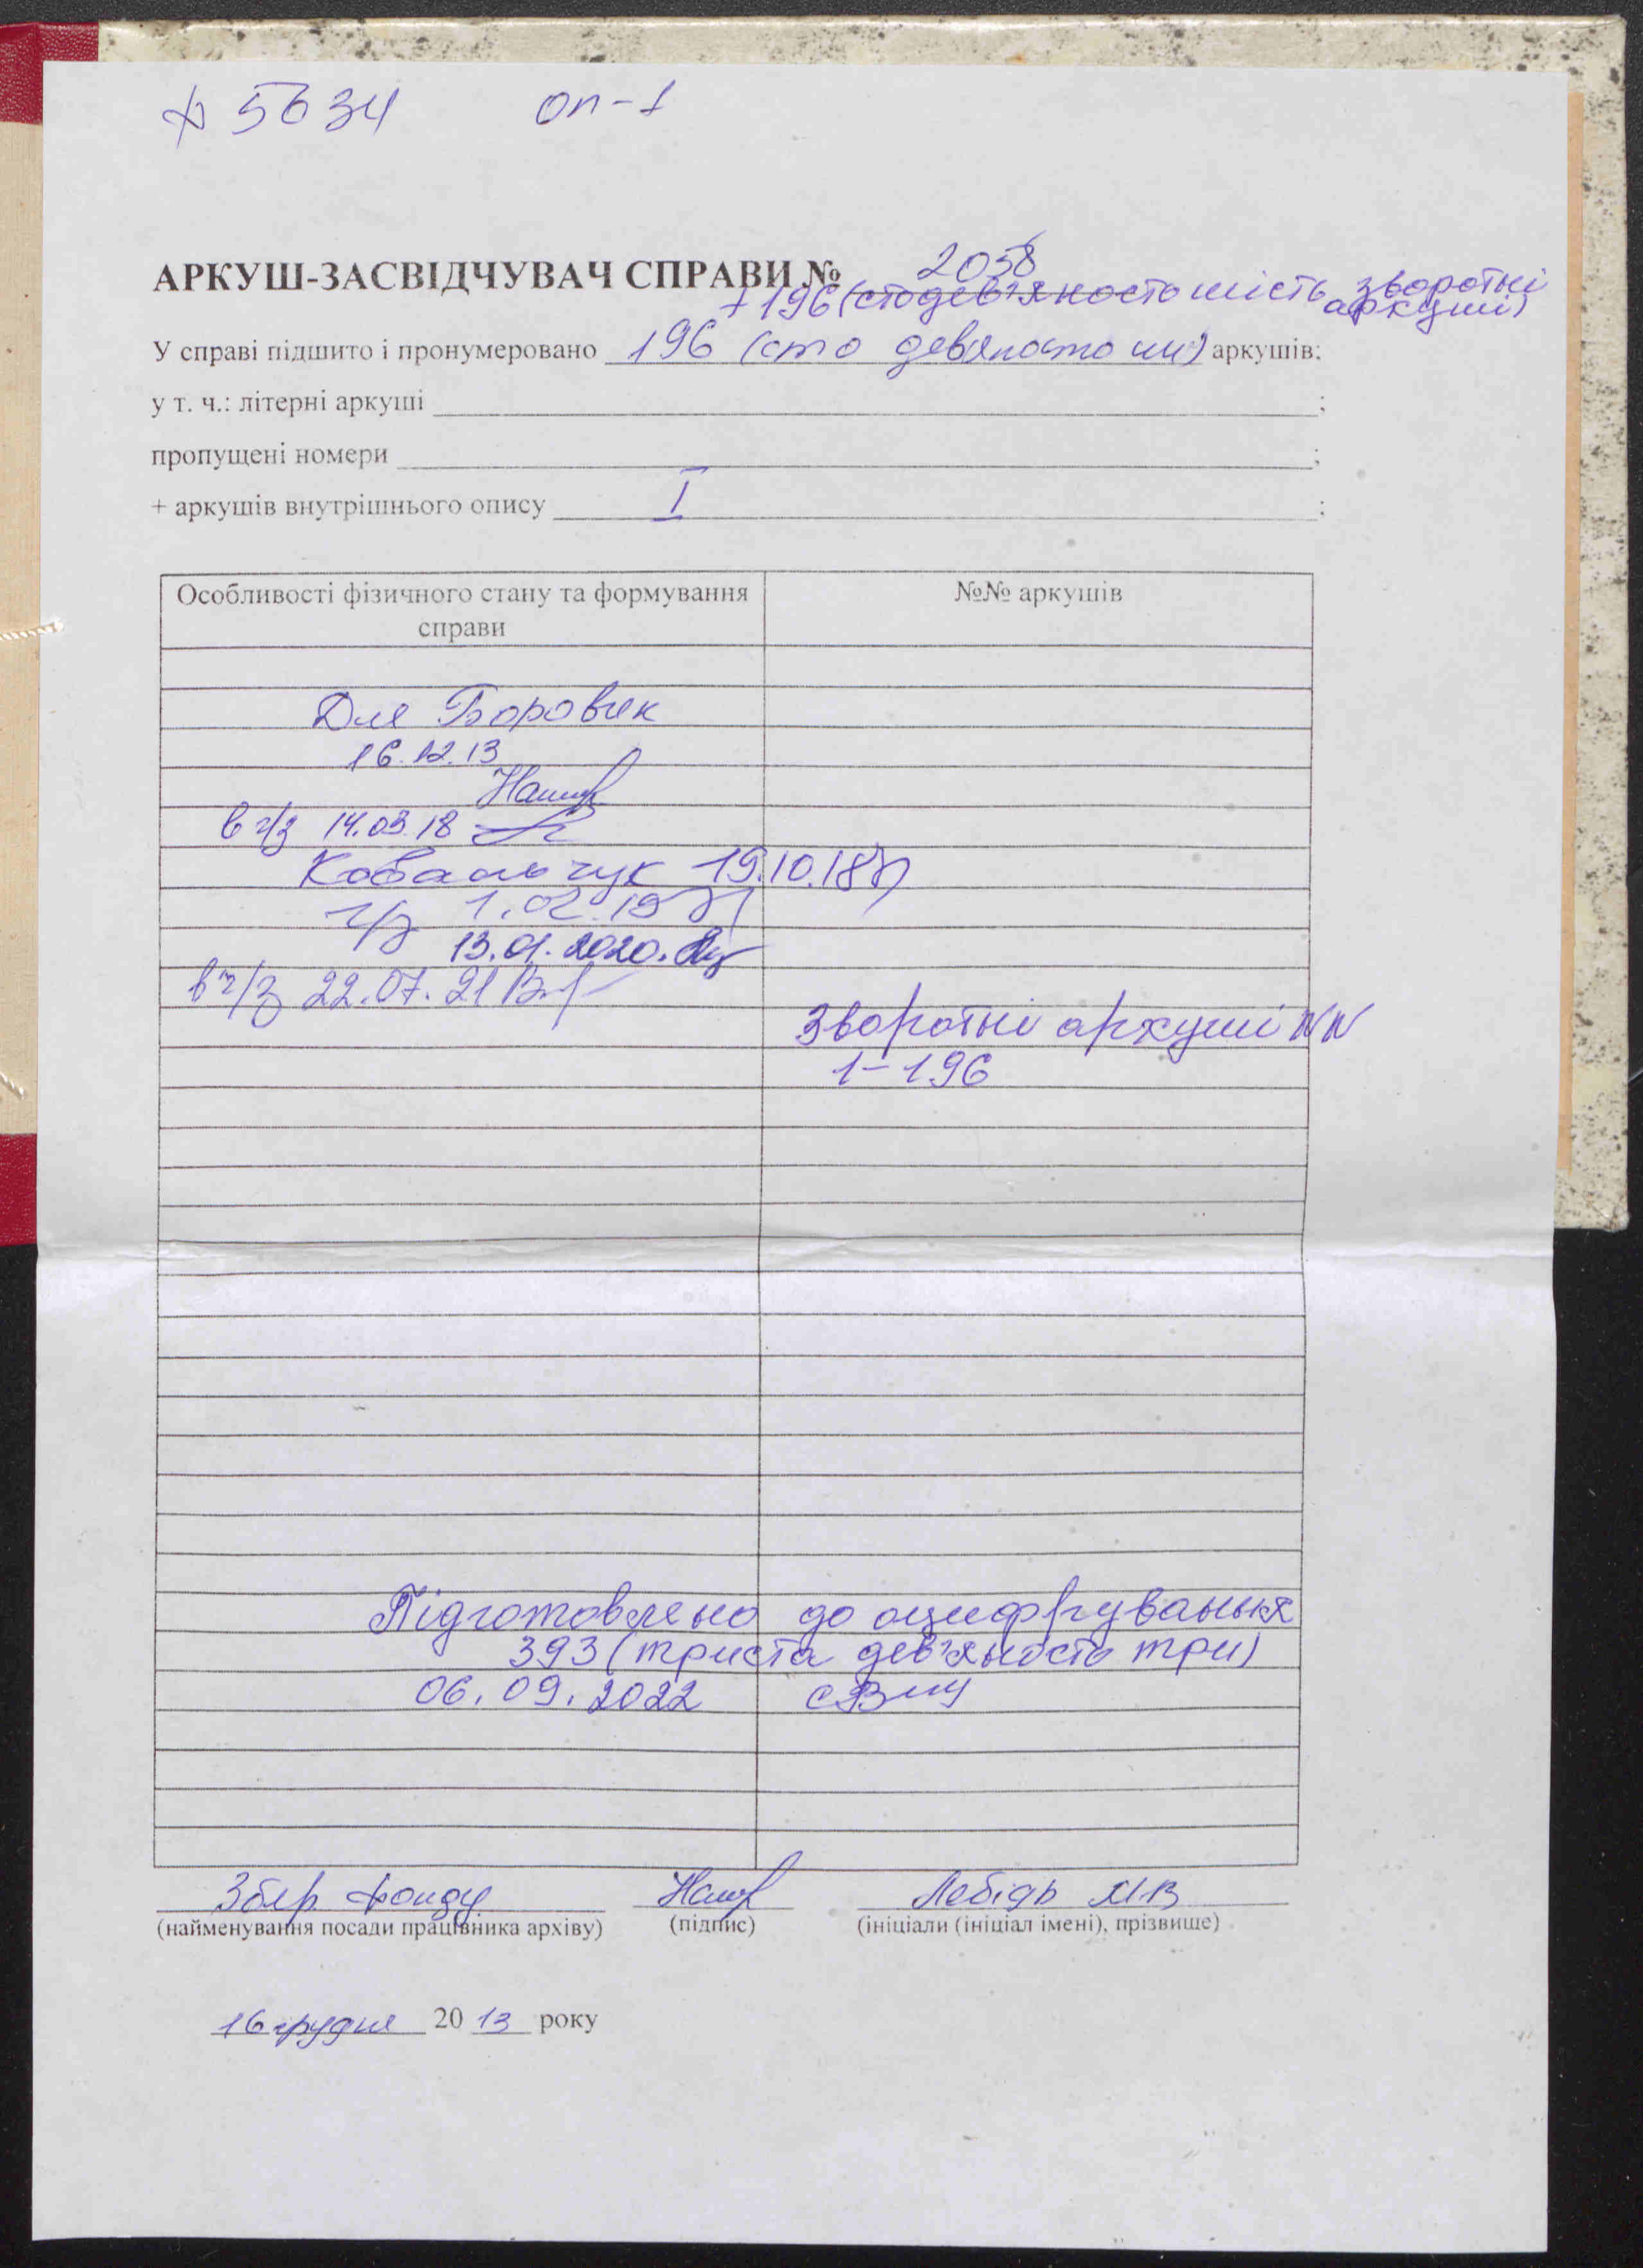 ф 5634 оп-1
АРКУШ-ЗАСВІДЧУВАЧ СПРАВИ № 2058
+ 196 (сто дев'яносто шість зворотні аркуші)
У справі підшито і пронумеровано 196 (сто дев'яносто ш) аркушів;
у т. ч.: літерні аркуші ;
пропущені номери ;
+ аркушів внутрішнього опису I ;
Особливості фізичного стану та формування справи
№№ аркушів
Для Боровик
16.12.13
в ч/з 14.03.18
Ковальчук 19.10.18
ч/з 1.02.19
13.01.2020.
в ч/з 22.07.21
Зворотні аркуші NN
1-196
Підготовлено до оцифрування
393 (триста дев'яносто три)
06.09.2022
Збер. фонду Лебідь М В
(найменування посади працівника архіву) (підпис) (ініціали (ініціал імені), прізвище)
16 грудня 20 13 року